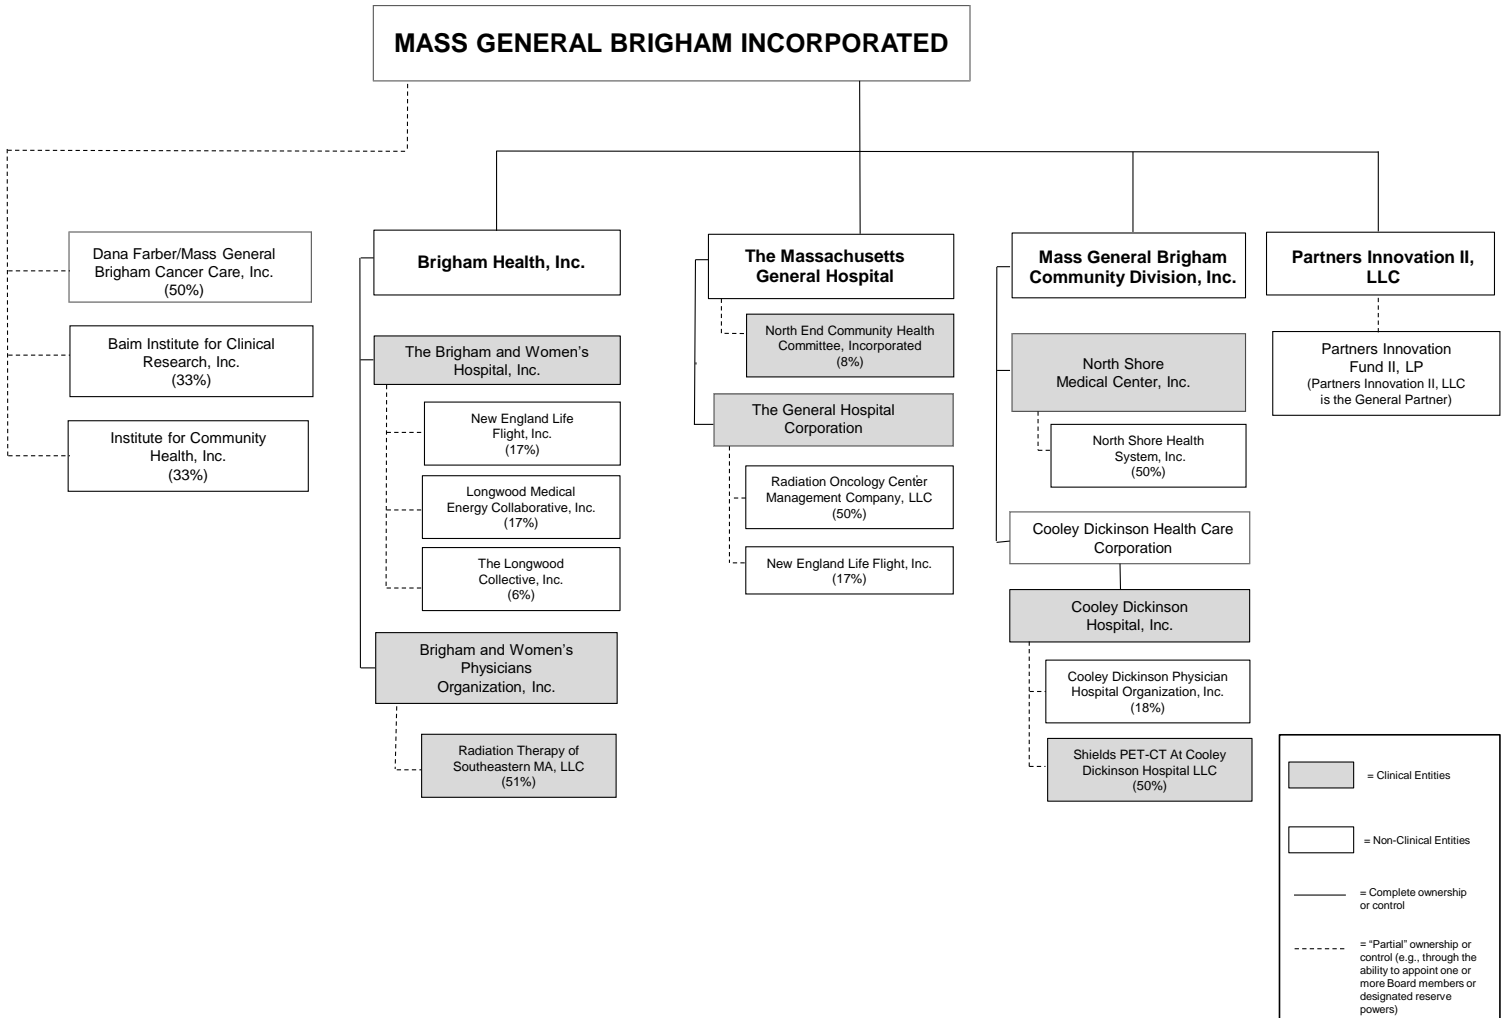 MASS GENERAL BRIGHAM INCORPORATED
Dana Farber/Mass General
Brigham Cancer Care, Inc.
(50%)
Baim Institute for Clinical
Research, Inc.
(33%)
Institute for Community
Health, Inc.
(33%)
Brigham Health, Inc.
The Brigham and Women's
Hospital, Inc.
New England Life
Flight, Inc.
(17%)
Longwood Medical
Energy Collaborative, Inc.
(17%)
The Longwood
Collective, Inc.
(6%)
Brigham and Women's
Physicians
Organization, Inc.
Radiation Therapy of
Southeastern MA, LLC
(51%)
The Massachusetts
General Hospital
North End Community Health
Committee, Incorporated
(8%)
The General Hospital
Corporation
Radiation Oncology Center
Management Company, LLC
(50%)
New England Life Flight, Inc.
(17%)
Mass General Brigham
Community Division, Inc.
North Shore
Medical Center, Inc.
North Shore Health
System, Inc.
(50%)
Cooley Dickinson Health Care
Corporation
Cooley Dickinson
Hospital, Inc.
Cooley Dickinson Physician
Hospital Organization, Inc.
(18%)
Shields PET-CT At Cooley
Dickinson Hospital LLC
(50%)
Partners Innovation II,
LLC
Partners Innovation
Fund II, LP
(Partners Innovation II, LLC
is the General Partner)
= Clinical Entities
= Non-Clinical Entities
= Complete ownership
or control
= "Partial" ownership or
control (e.g., through the
ability to appoint one or
more Board members or
designated reserve
powers)